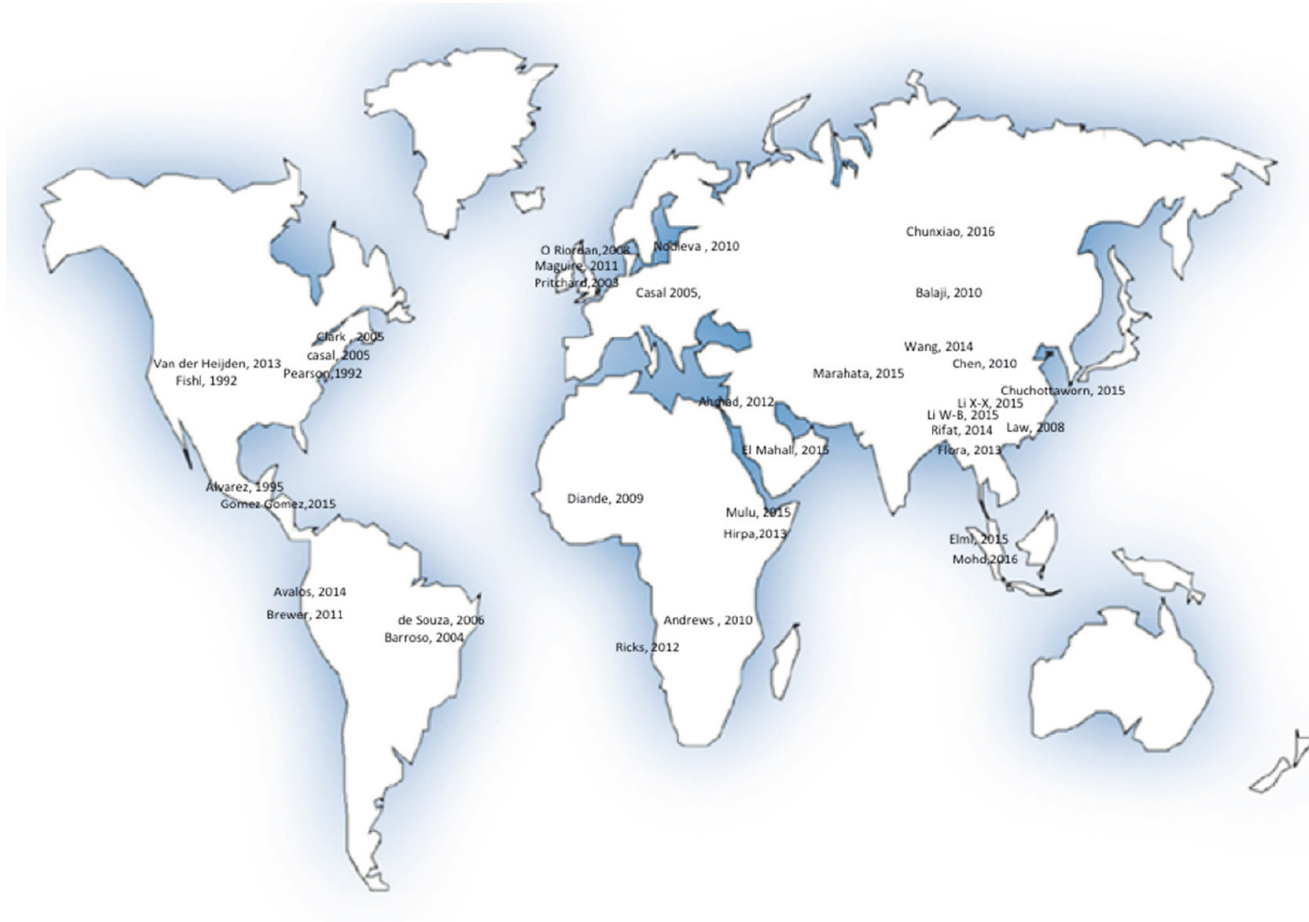 Chunxiao, 2016
O Riordan,2008
Nodieva , 2010
Maguire, 2011
Pritchard,2003
Casal 2005,
Balaji, 2010
Clark , 2005
casal, 2005
Van der Heijden, 2013
Pearson,1992
Fishl, 1992
Wang, 2014
Chen, 2010
Marahata, 2015
Chuchottaworn, 2015
Ahmad, 2012
Li X-X, 2015
Li W-B, 2015
Rifat, 2014
Law, 2008
El Mahall, 2015
Flora, 2013
Alvarez, 1995
Gomez Gomez,2015
Diande, 2009
Mulu, 2015
Hirpa,2013
Elmi, 2015
Mohd,2016
Avalos, 2014
Brewer, 2011
de Souza, 2006
Barroso, 2004
Andrews , 2010
Ricks, 2012